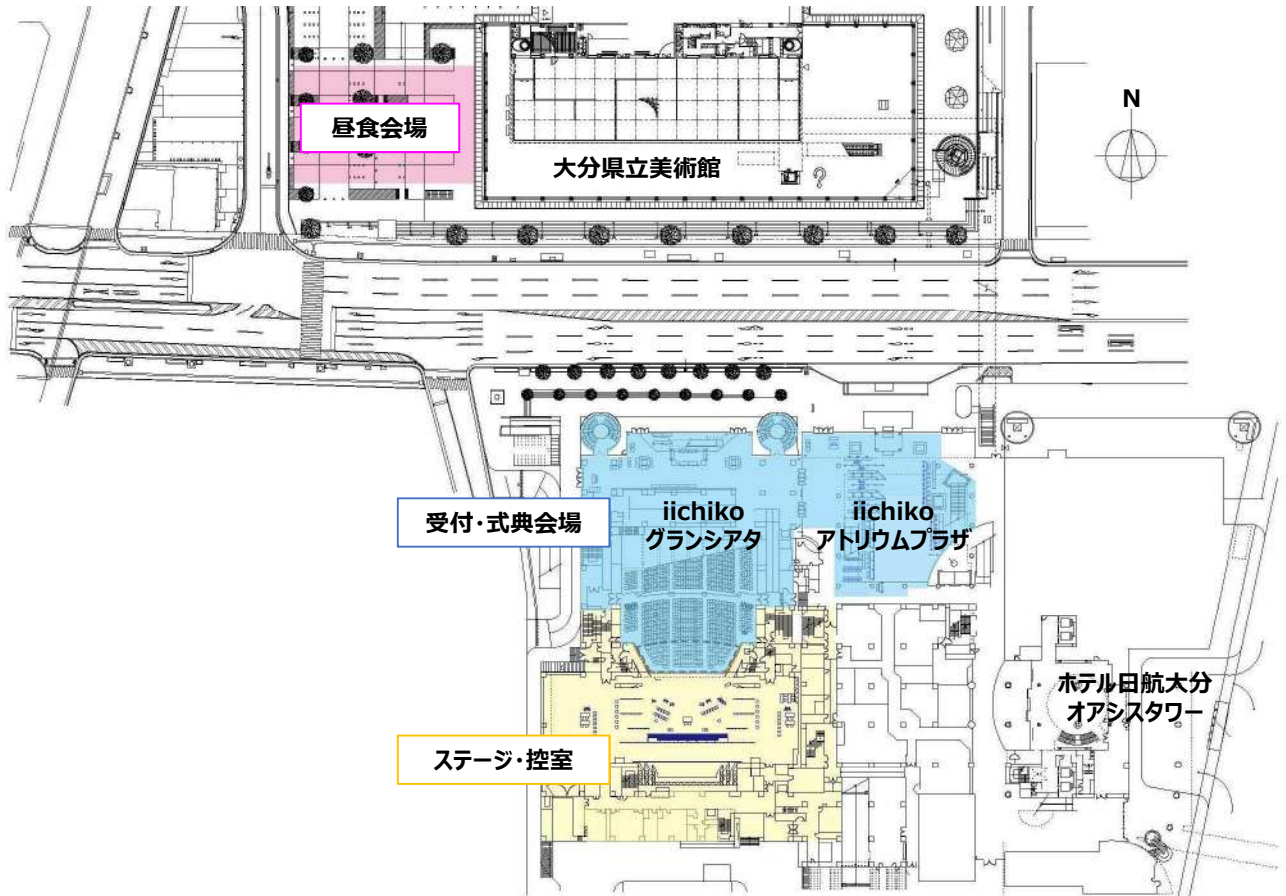 N
昼食会場
大分県立美術館
受付・式典会場
iichiko
グランシアタ
iichiko
アトリウムプラザ
ホテル日航大分
オアシスタワー
ステージ・控室